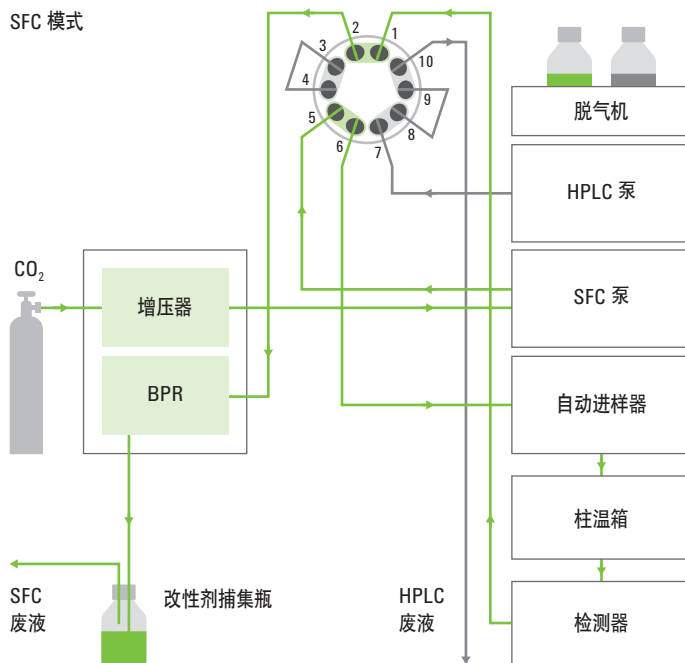 SFC 模式
2
1
3
10
4
9
5
8
6
7
脱气机
HPLC 泵
CO₂
增压器
SFC 泵
BPR
自动进样器
柱温箱
SFC
废液
改性剂捕集瓶
HPLC
废液
检测器